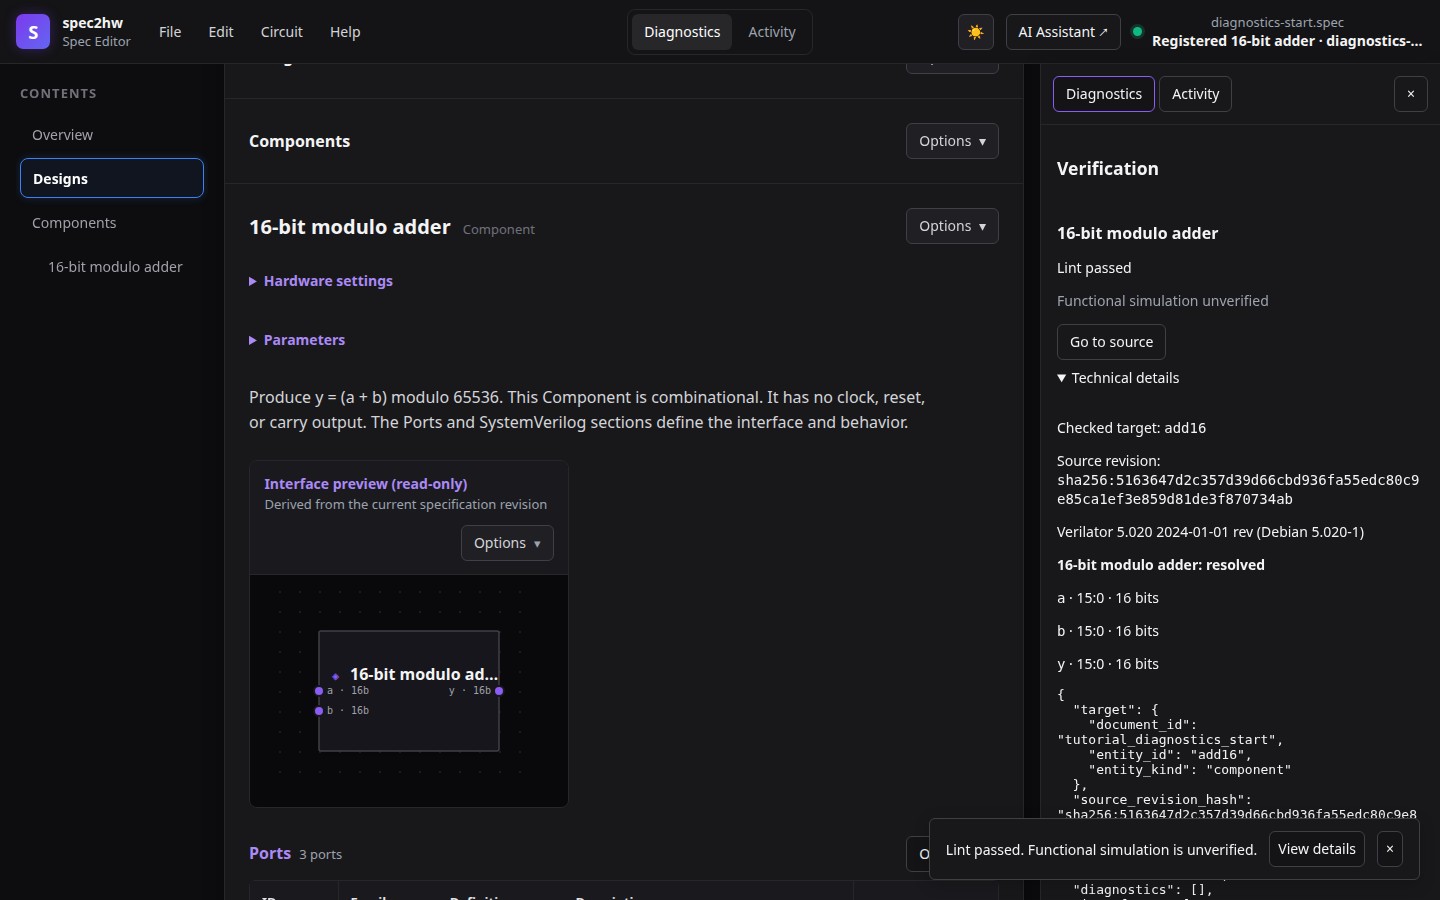 S
spec2hw
Spec Editor
File
Edit
Circuit
Help
Diagnostics
Activity
AI Assistant ↗
diagnostics-start.spec
Registered 16-bit adder · diagnostics-...
CONTENTS
Overview
Designs
Components
16-bit modulo adder
Components
Options ▾
16-bit modulo adder Component
Options ▾
Hardware settings
Parameters
Produce y = (a + b) modulo 65536. This Component is combinational. It has no clock, reset,
or carry output. The Ports and SystemVerilog sections define the interface and behavior.
Interface preview (read-only)
Derived from the current specification revision
Options ▾
16-bit modulo ad...
a · 16b
y · 16b
b · 16b
Ports 3 ports
Diagnostics
Activity
×
Verification
16-bit modulo adder
Lint passed
Functional simulation unverified
Go to source
Technical details
Checked target: add16
Source revision:
sha256:5163647d2c357d39d66cbd936fa55edc80c9
e85ca1ef3e859d81de3f870734ab
Verilator 5.020 2024-01-01 rev (Debian 5.020-1)
16-bit modulo adder: resolved
a · 15:0 · 16 bits
b · 15:0 · 16 bits
y · 15:0 · 16 bits
{
"target": {
"document_id":
"tutorial_diagnostics_start",
"entity_id": "add16",
"entity_kind": "component"
},
"source_revision_hash":
"sha256:5163647d2c357d39d66cbd936fa55edc80c9e8
Lint passed. Functional simulation is unverified.
View details
×
"diagnostics": [],